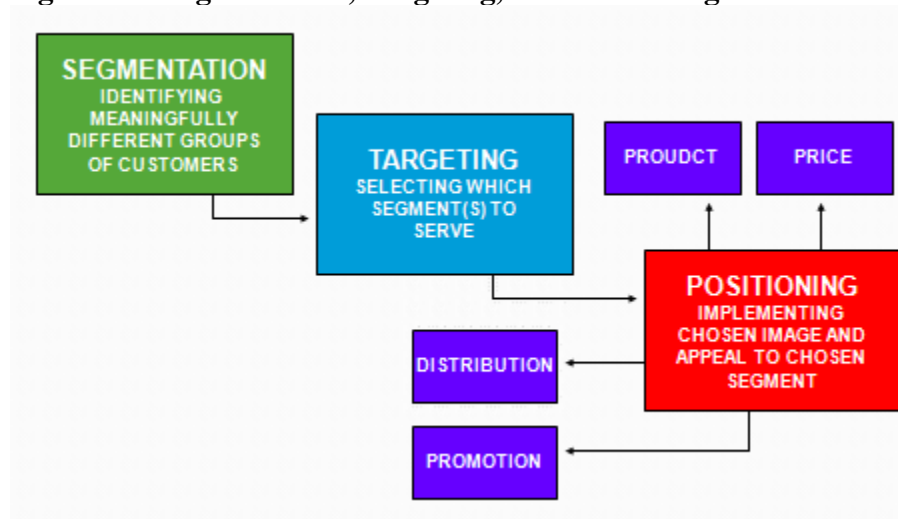 SEGMENTATION
IDENTIFYING
MEANINGFULLY
DIFFERENT GROUPS
OF CUSTOMERS
TARGETING
SELECTING WHICH
SEGMENT(S) TO
SERVE
PROUDCT
PRICE
POSITIONING
IMPLEMENTING
CHOSEN IMAGE AND
APPEAL TO CHOSEN
SEGMENT
DISTRIBUTION
PROMOTION